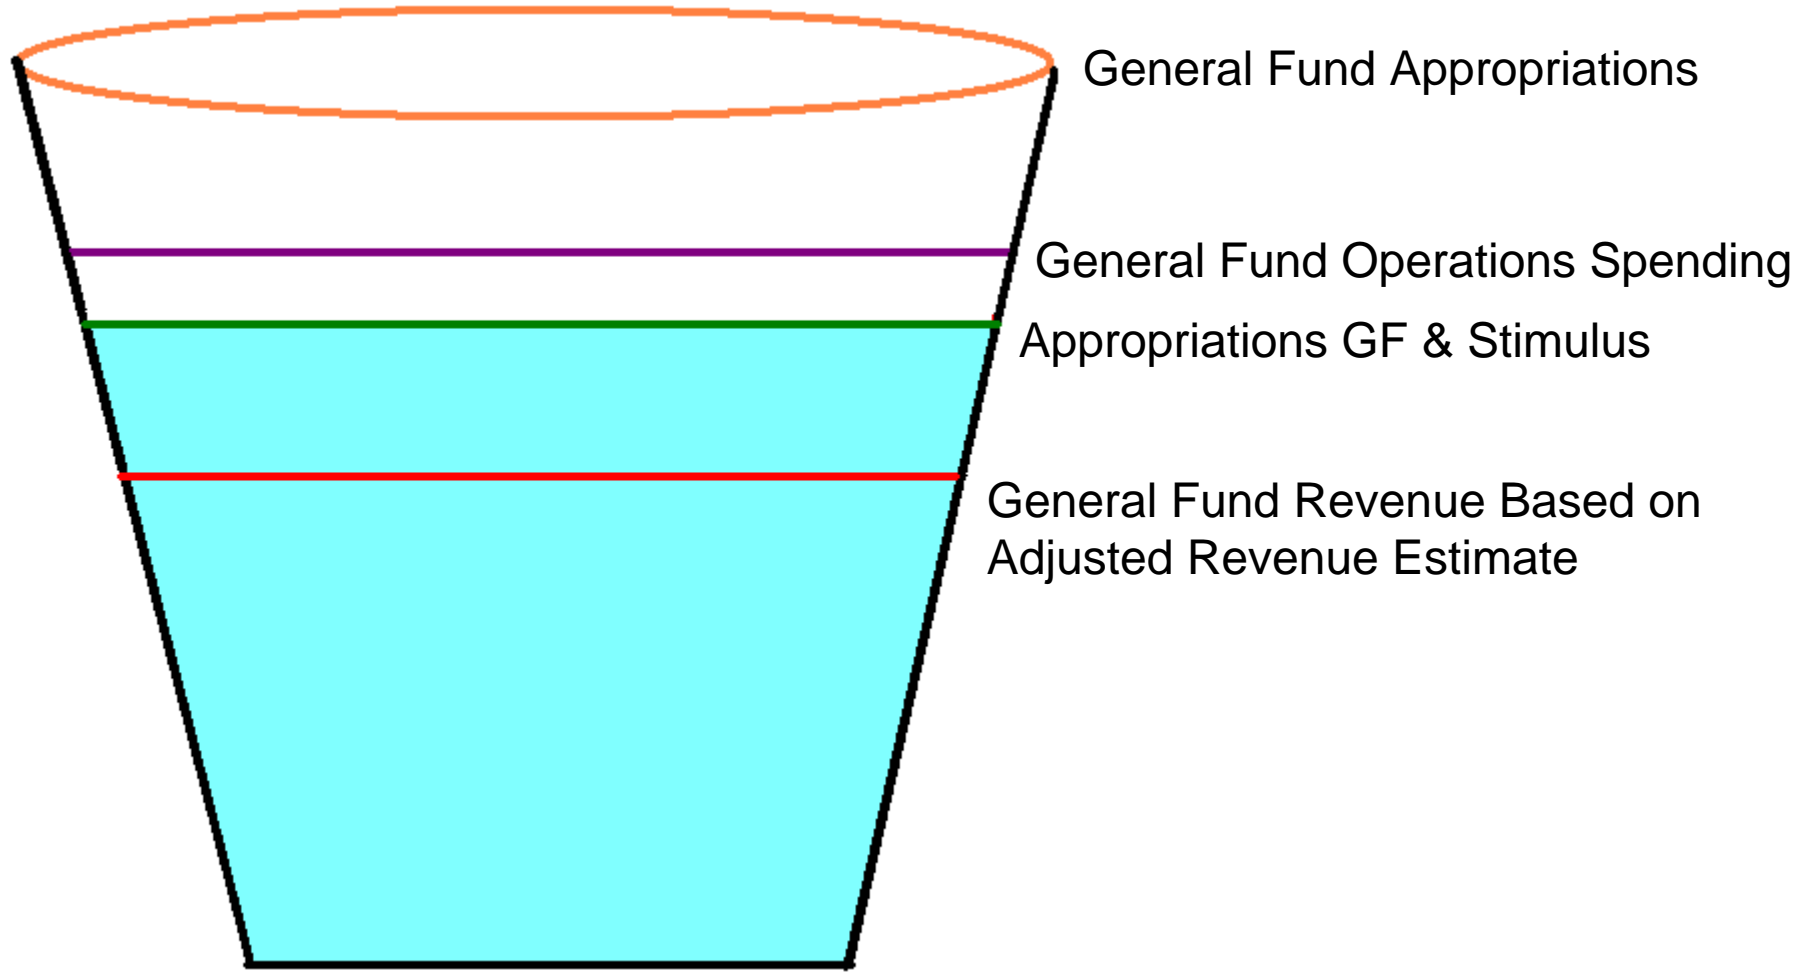 General Fund Appropriations
General Fund Operations Spending
Appropriations GF & Stimulus
General Fund Revenue Based on
Adjusted Revenue Estimate